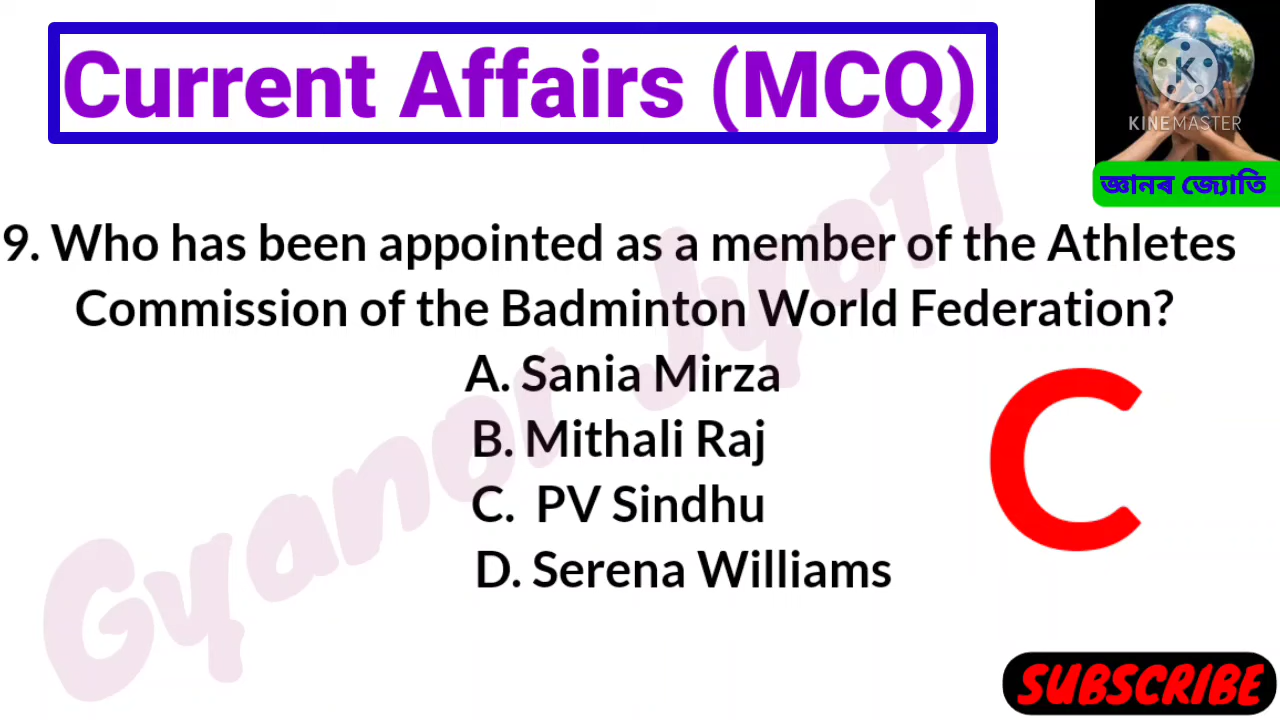 Current Affairs (MCQ)
K
KINEMASTER
জ্ঞানৰ জ্যোতি
9. Who has been appointed as a member of the Athletes
Commission of the Badminton World Federation?
A. Sania Mirza
B. Mithali Raj
C. PV Sindhu
D. Serena Williams
C
Gyanor Jyoti
SUBSCRIBE